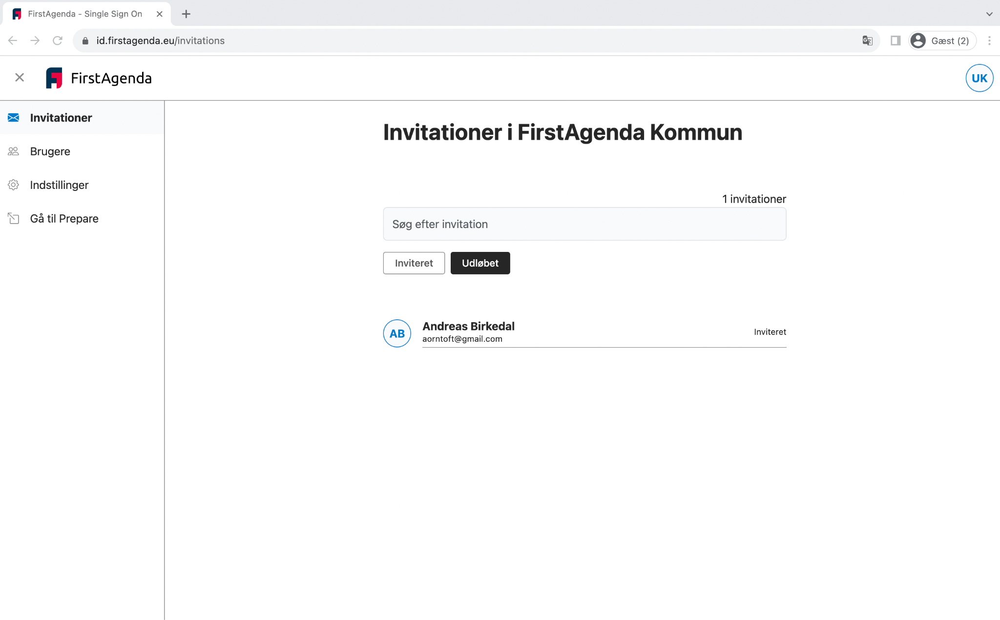 FirstAgenda - Single Sign On
id.firstagenda.eu/invitations
Gæst (2)
FirstAgenda
UK
Invitationer
Brugere
Indstillinger
Gå til Prepare
Invitationer i FirstAgenda Kommun
1 invitationer
Søg efter invitation
Inviteret Udløbet
AB
Andreas Birkedal
aorntoft@gmail.com
Inviteret